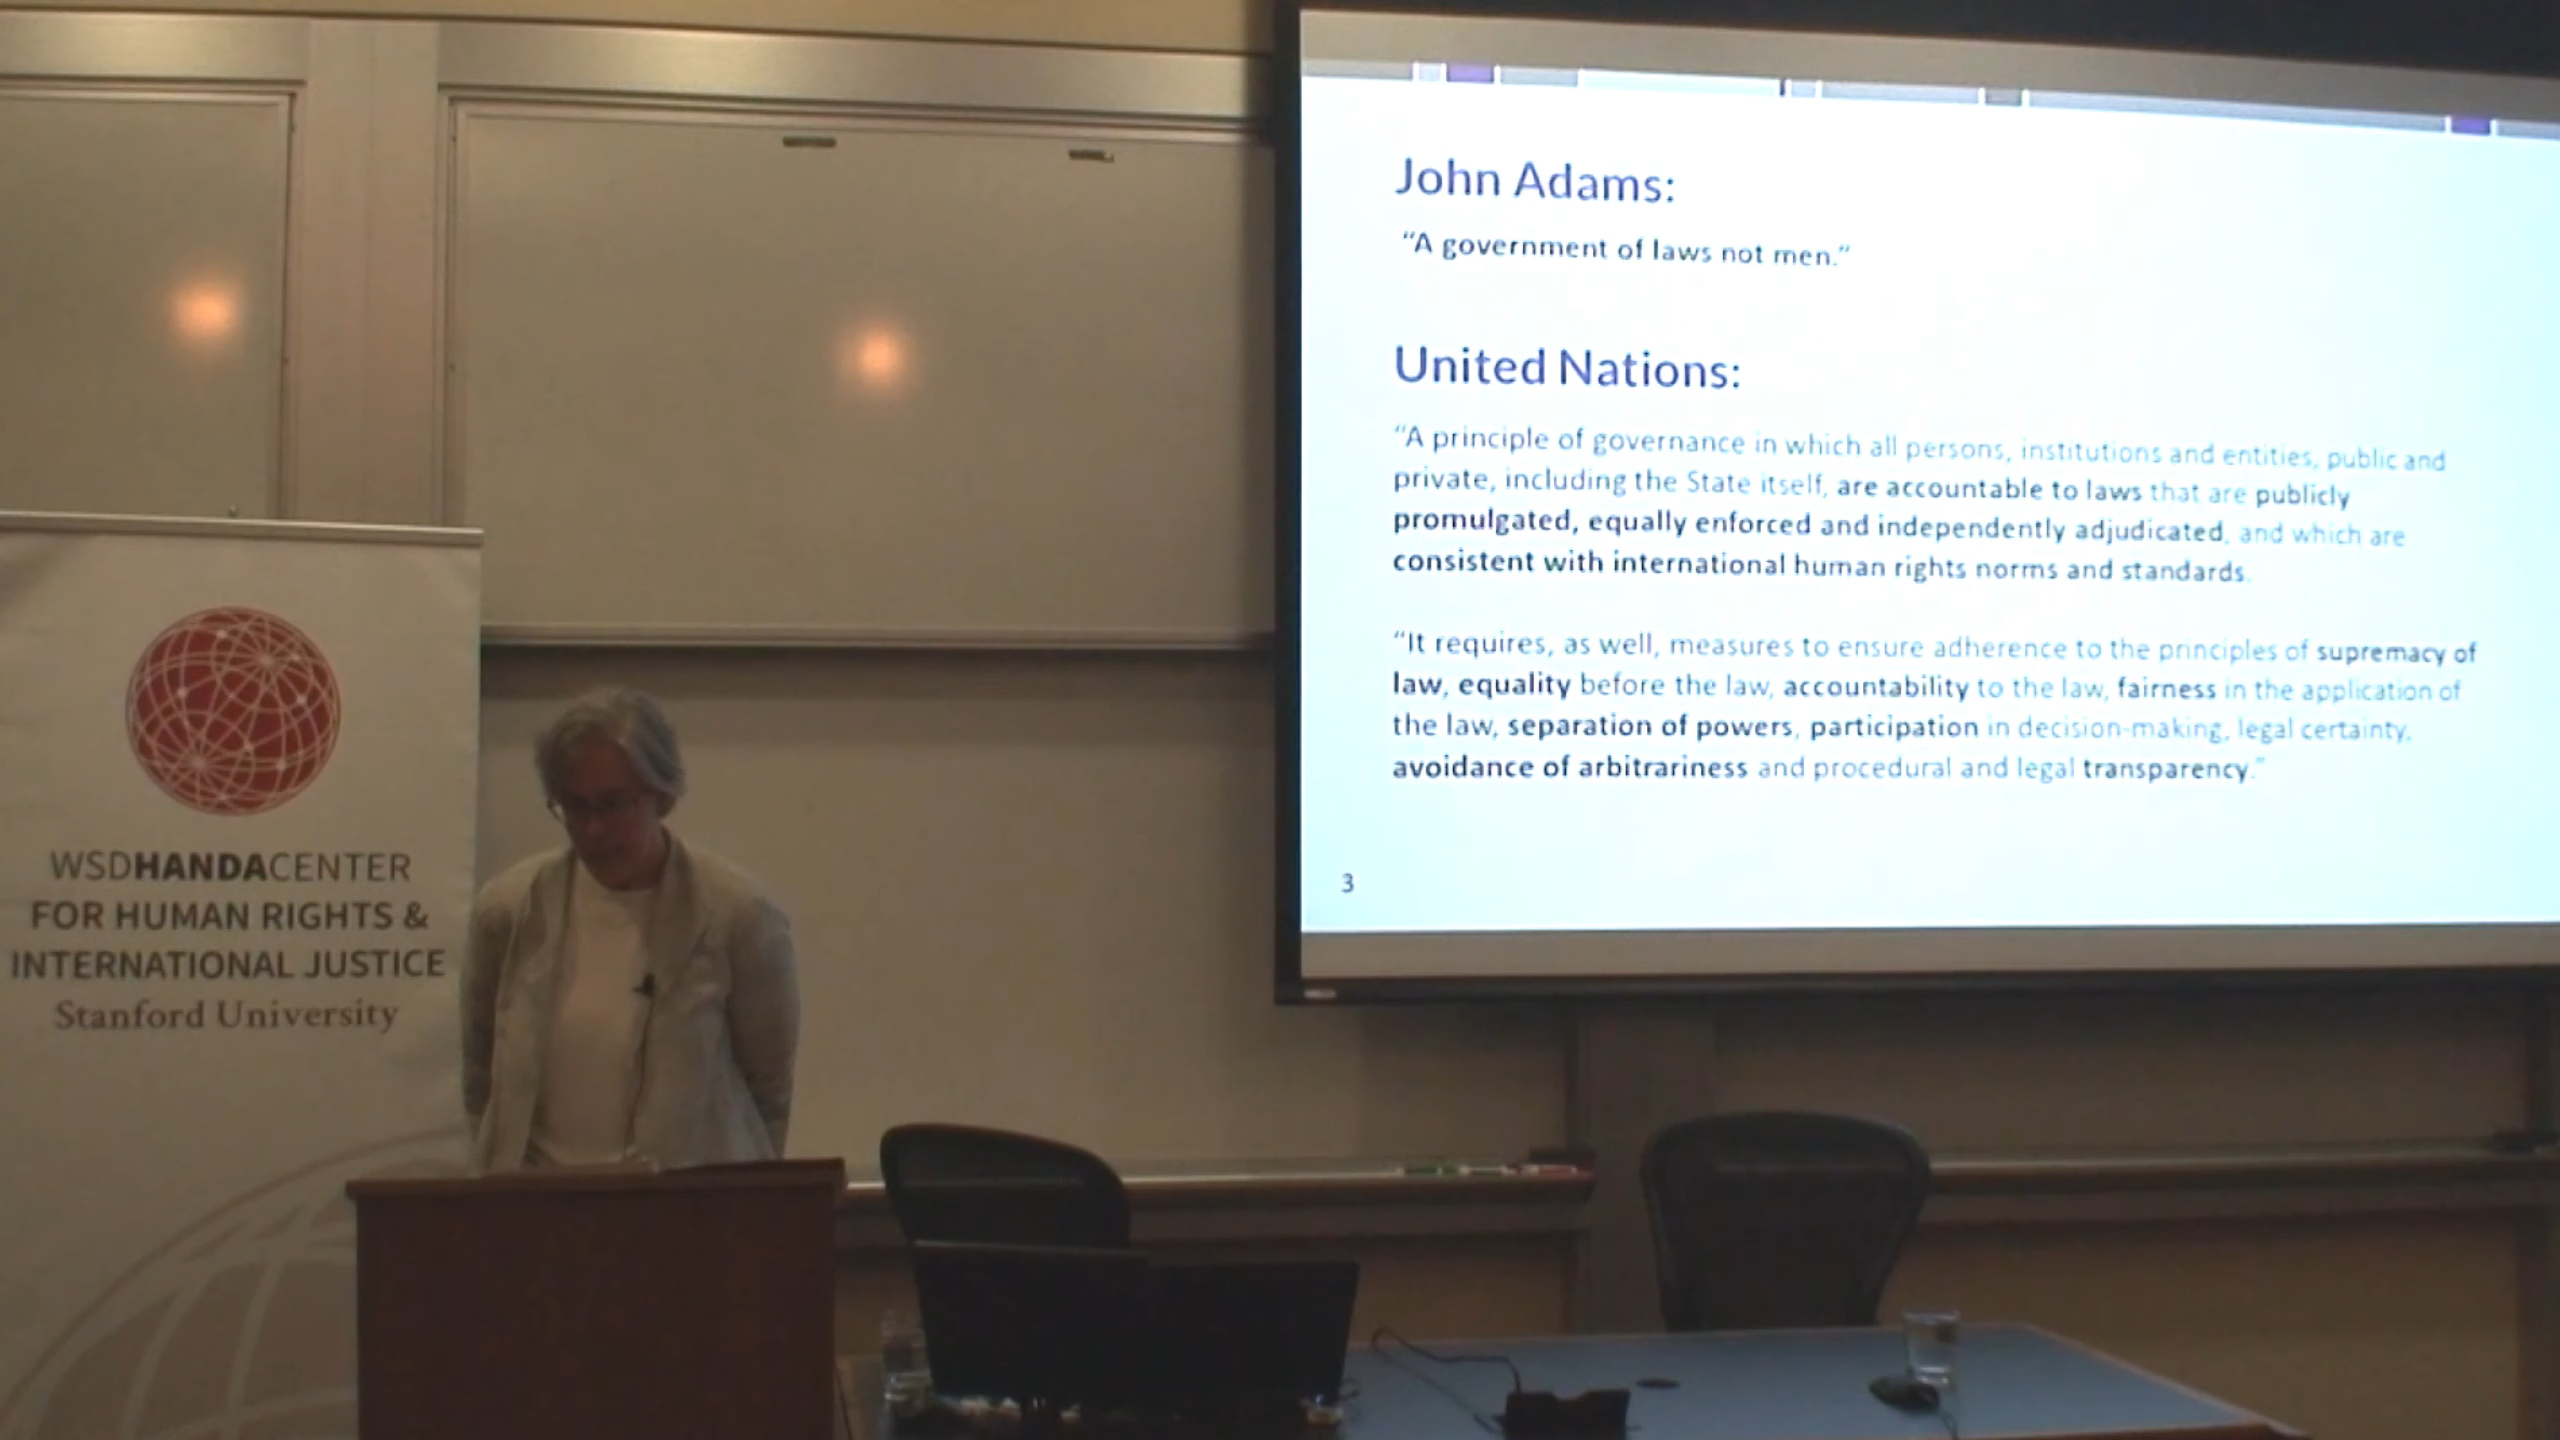 John Adams:
“A government of laws not men.”
United Nations:
“A principle of governance in which all persons, institutions and entities, public and
private, including the State itself, are accountable to laws that are publicly
promulgated, equally enforced and independently adjudicated, and which are
consistent with international human rights norms and standards.
“It requires, as well, measures to ensure adherence to the principles of supremacy of
law, equality before the law, accountability to the law, fairness in the application of
the law, separation of powers, participation in decision-making, legal certainty,
avoidance of arbitrariness and procedural and legal transparency.”
3
WSDHANDACENTER
FOR HUMAN RIGHTS &
INTERNATIONAL JUSTICE
Stanford University